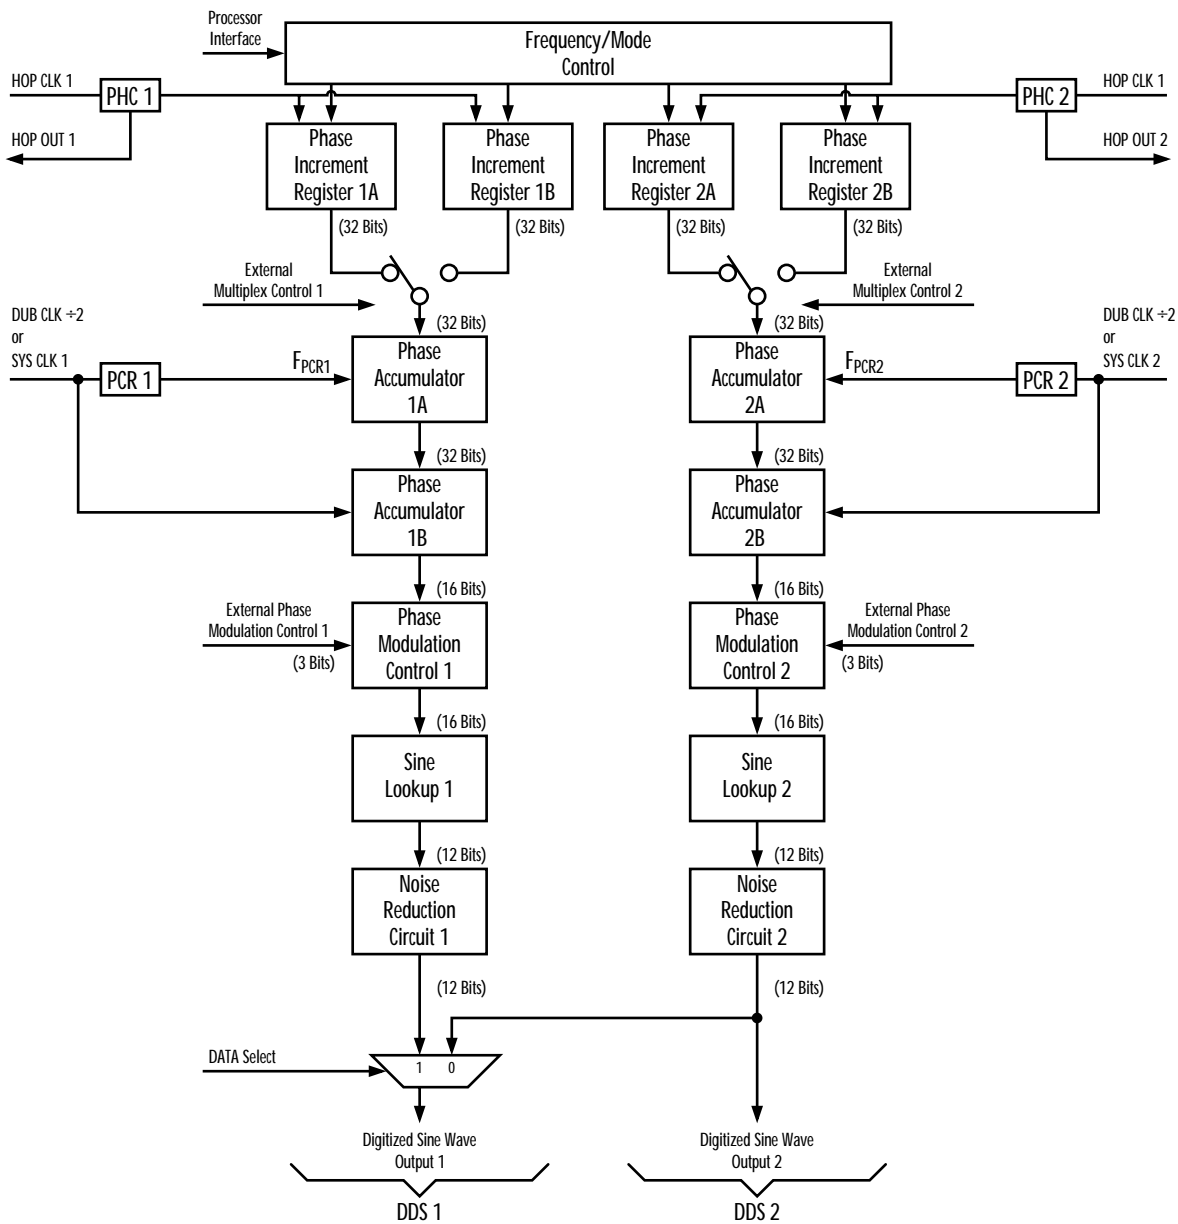 Processor
Interface
Frequency/Mode
Control
HOP CLK 1
PHC 1
PHC 2
HOP CLK 1
HOP OUT 1
HOP OUT 2
Phase
Increment
Register 1A
Phase
Increment
Register 1B
Phase
Increment
Register 2A
Phase
Increment
Register 2B
(32 Bits)
(32 Bits)
(32 Bits)
(32 Bits)
External
Multiplex Control 1
External
Multiplex Control 2
(32 Bits)
(32 Bits)
DUB CLK ÷2
or
SYS CLK 1
PCR 1
FPCR1
Phase
Accumulator
1A
Phase
Accumulator
2A
FPCR2
PCR 2
DUB CLK ÷2
or
SYS CLK 2
(32 Bits)
(32 Bits)
Phase
Accumulator
1B
Phase
Accumulator
2B
(16 Bits)
(16 Bits)
External Phase
Modulation Control 1
(3 Bits)
Phase
Modulation
Control 1
Phase
Modulation
Control 2
External Phase
Modulation Control 2
(3 Bits)
(16 Bits)
(16 Bits)
Sine
Lookup 1
Sine
Lookup 2
(12 Bits)
(12 Bits)
Noise
Reduction
Circuit 1
Noise
Reduction
Circuit 2
(12 Bits)
(12 Bits)
DATA Select
1 0
Digitized Sine Wave
Output 1
Digitized Sine Wave
Output 2
DDS 1
DDS 2